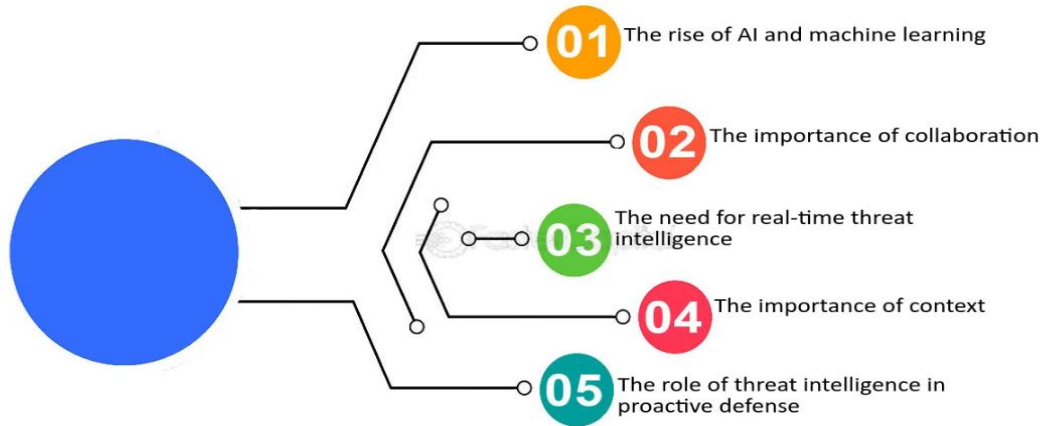 01 The rise of AI and machine learning
02 The importance of collaboration
03 The need for real-time threat
intelligence
04 The importance of context
05 The role of threat intelligence in
proactive defense